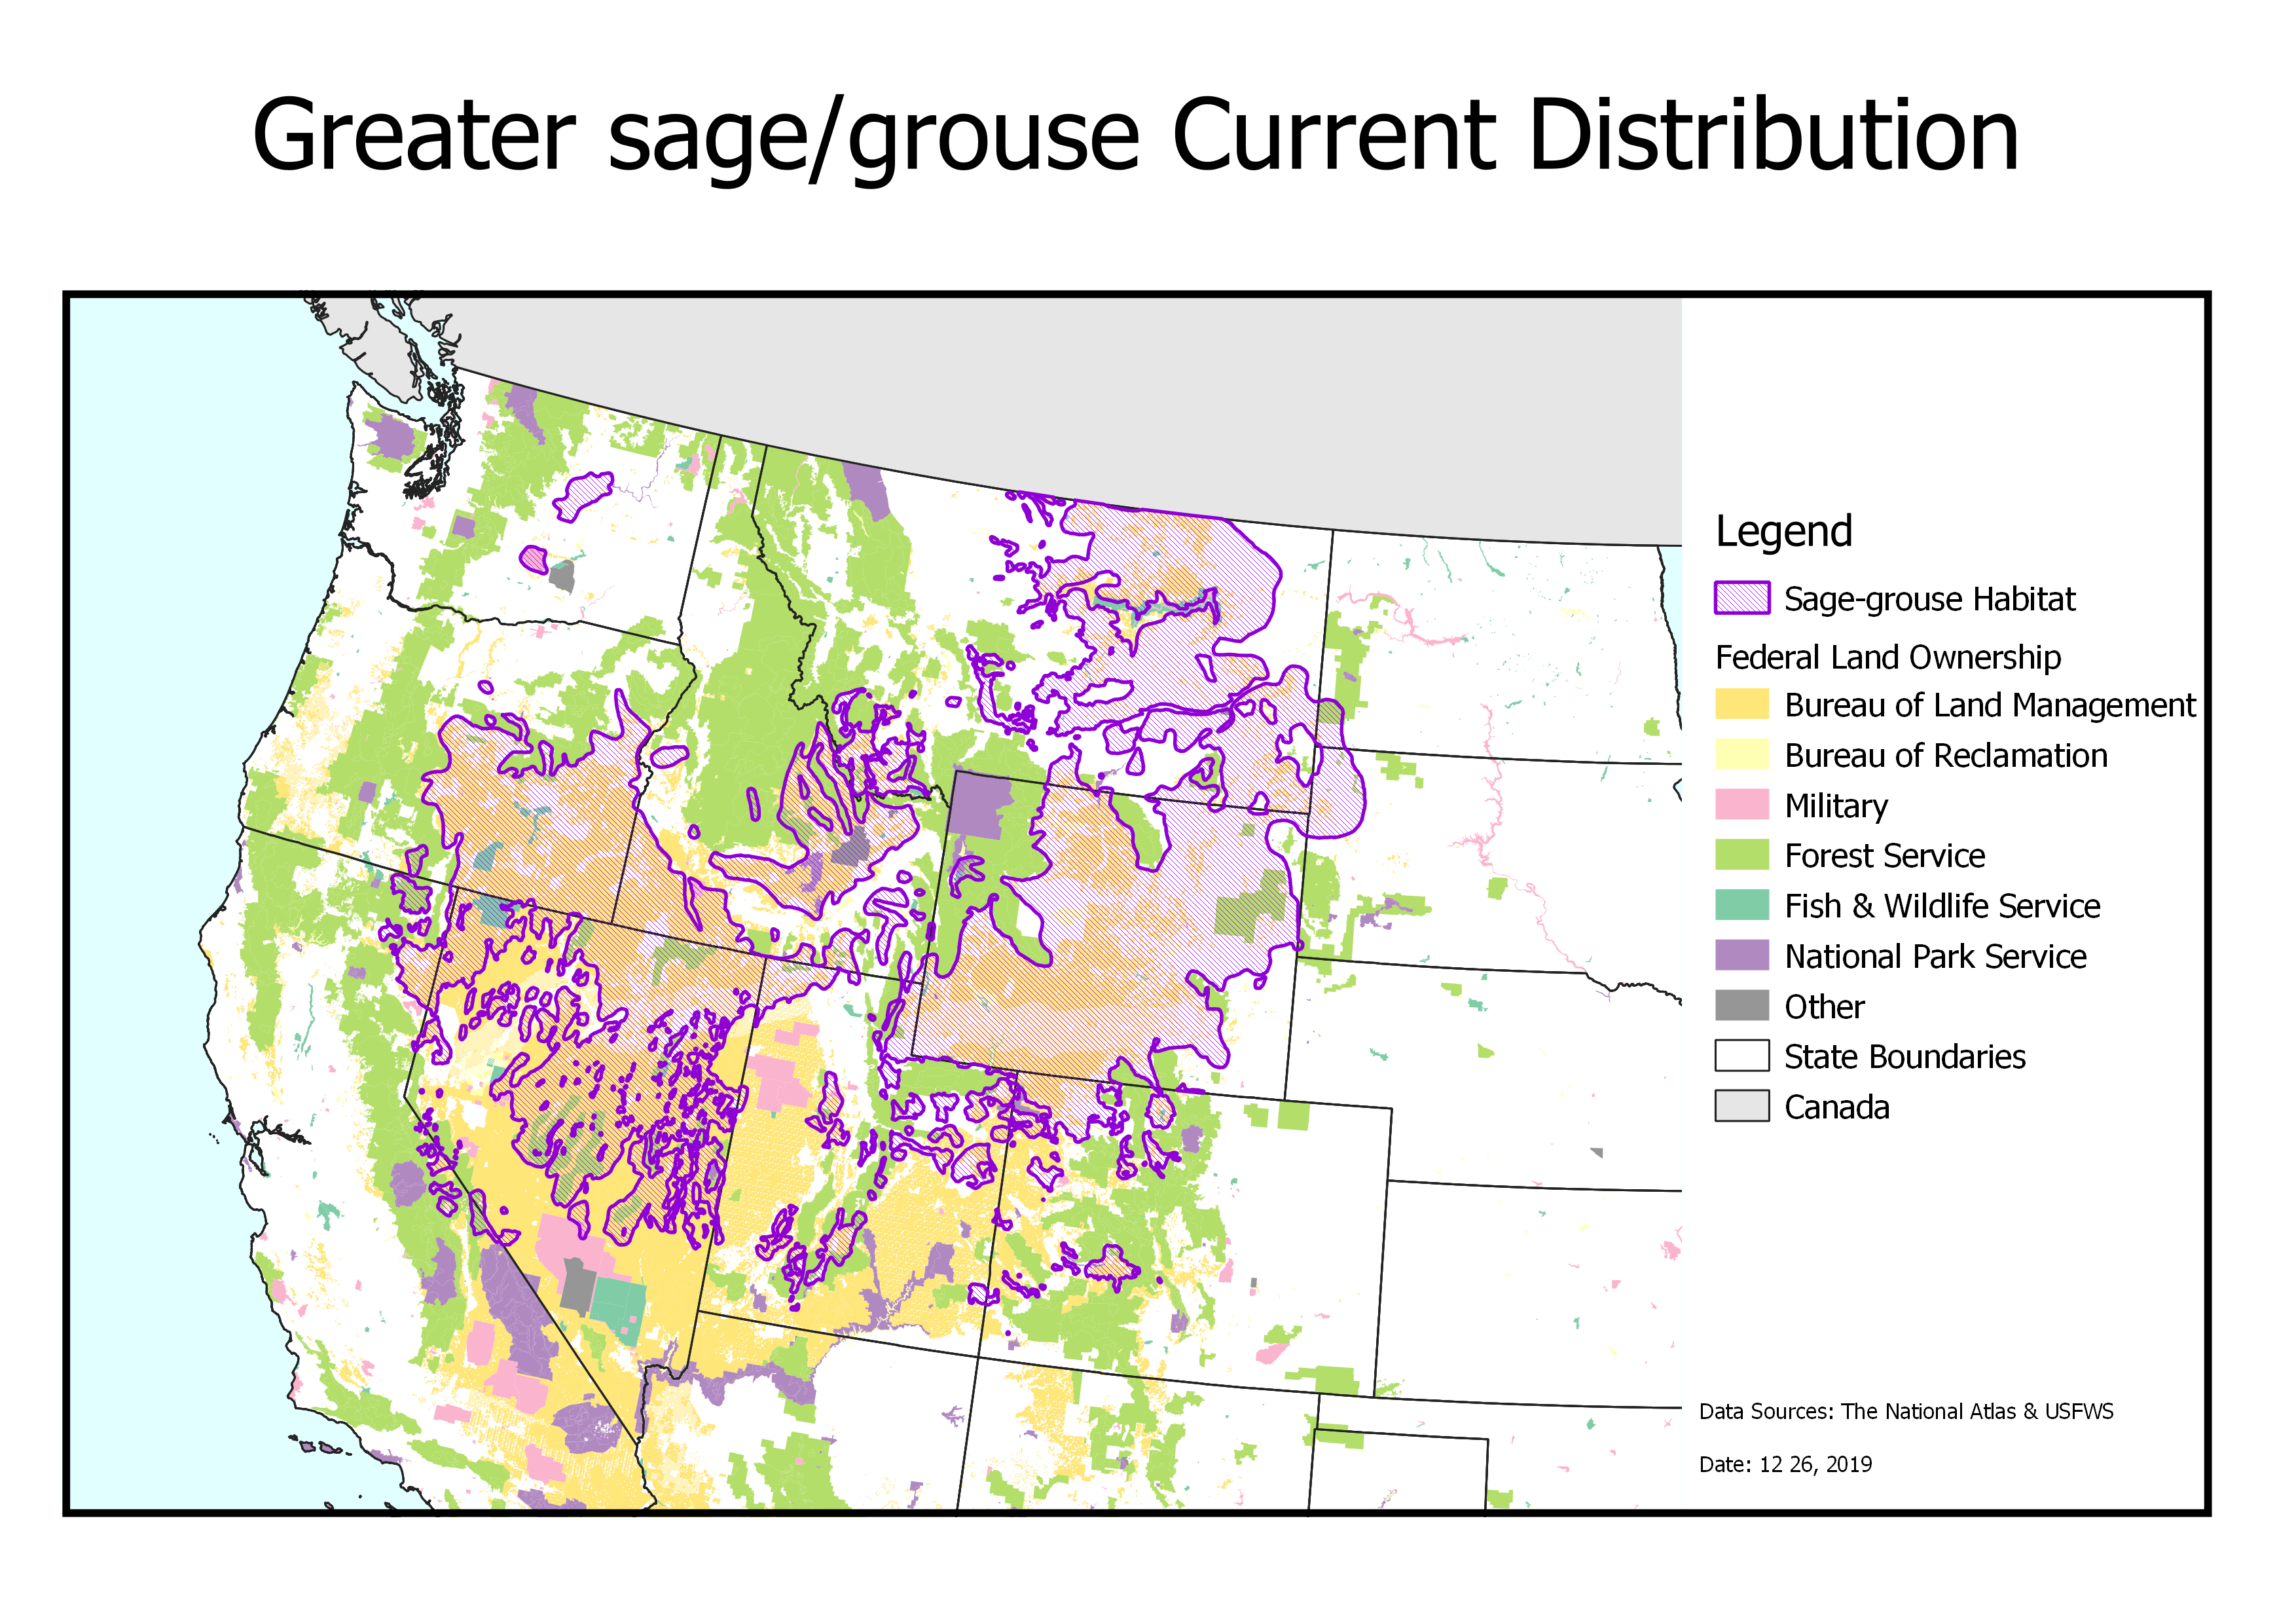 Greater sage/grouse Current Distribution
Legend
Sage-grouse Habitat
Federal Land Ownership
Bureau of Land Management
Bureau of Reclamation
Military
Forest Service
Fish & Wildlife Service
National Park Service
Other
State Boundaries
Canada
Data Sources: The National Atlas & USFWS
Date: 12 26, 2019